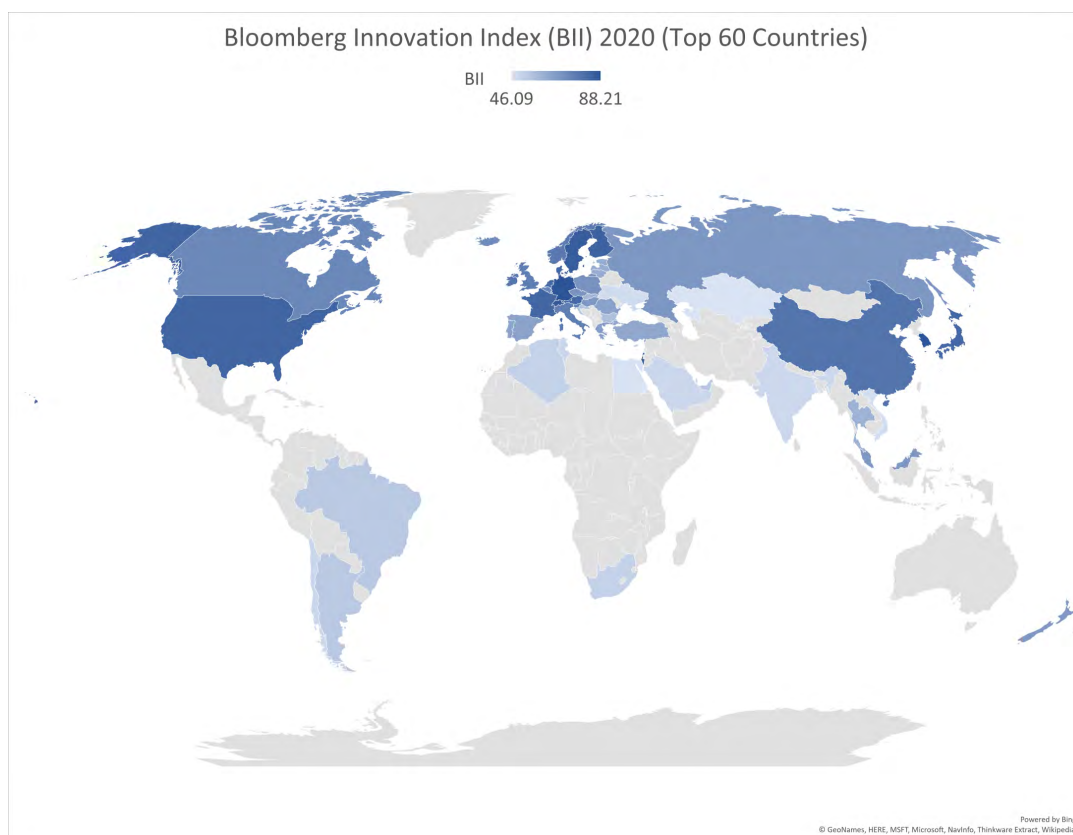 Bloomberg Innovation Index (BII) 2020 (Top 60 Countries)
BII
46.09 88.21
Powered by Bing
© GeoNames, HERE, MSFT, Microsoft, NavInfo, Thinkware Extract, Wikipedia